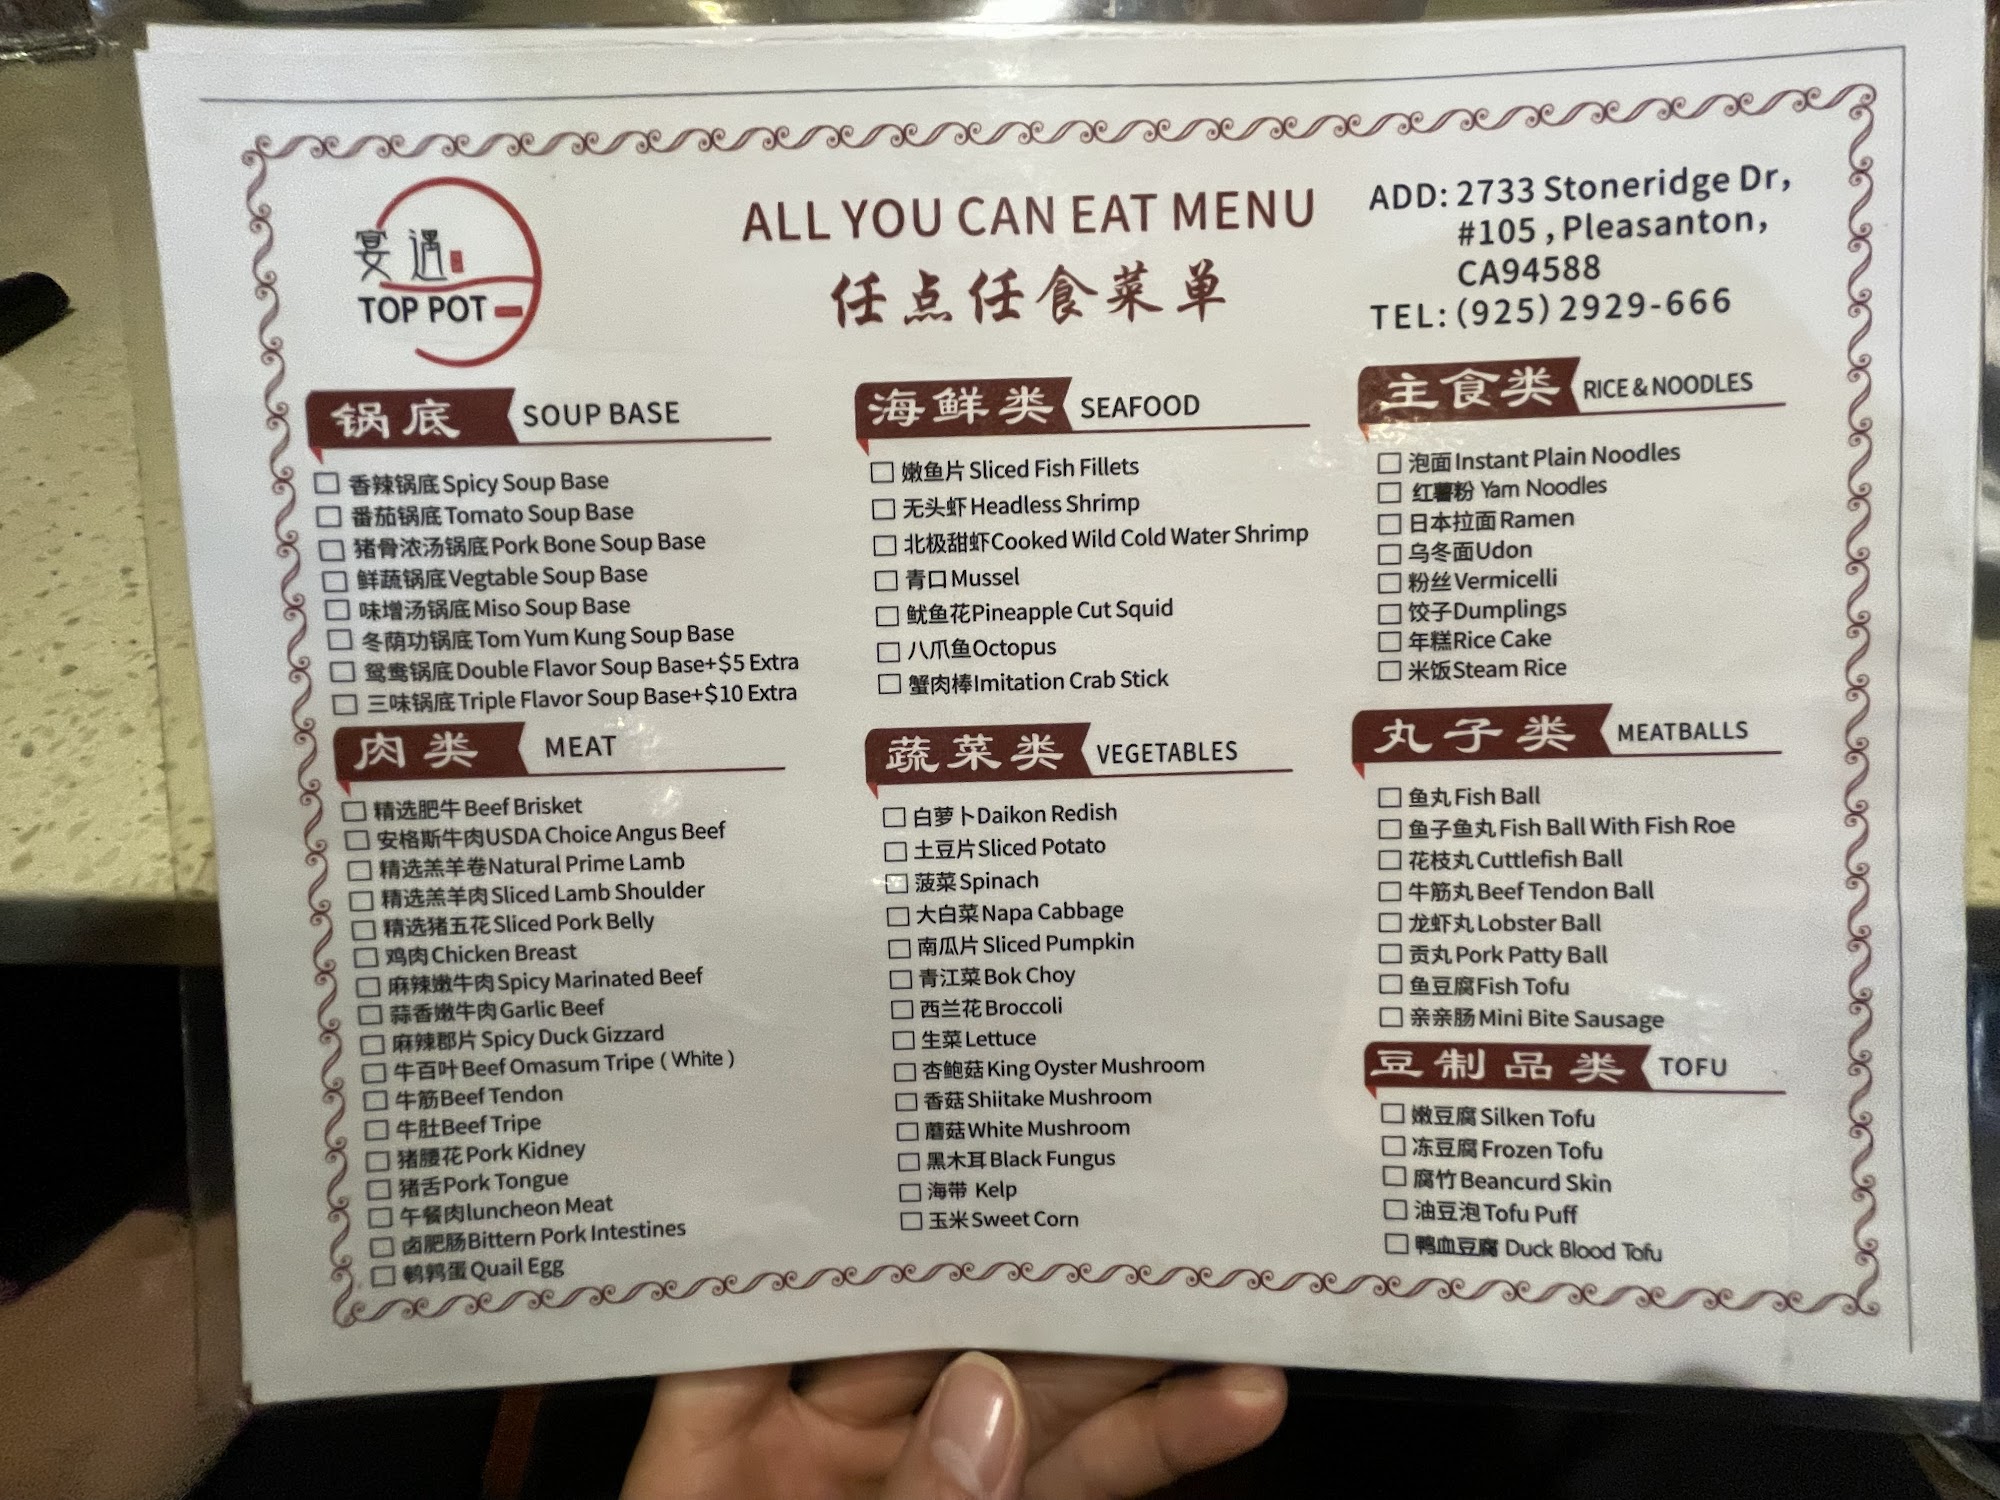 宴遇
TOP POT
ALL YOU CAN EAT MENU
任点任食菜单
ADD: 2733 Stoneridge Dr,
#105 , Pleasanton,
CA94588
TEL: (925) 2929-666
锅底 SOUP BASE
香辣锅底 Spicy Soup Base
番茄锅底 Tomato Soup Base
猪骨浓汤锅底 Pork Bone Soup Base
鲜蔬锅底 Vegtable Soup Base
味增汤锅底 Miso Soup Base
冬荫功锅底 Tom Yum Kung Soup Base
鸳鸯锅底 Double Flavor Soup Base+$5 Extra
三味锅底 Triple Flavor Soup Base+$10 Extra
肉类 MEAT
精选肥牛 Beef Brisket
安格斯牛肉 USDA Choice Angus Beef
精选羔羊卷 Natural Prime Lamb
精选羔羊肉 Sliced Lamb Shoulder
精选猪五花 Sliced Pork Belly
鸡肉 Chicken Breast
麻辣嫩牛肉 Spicy Marinated Beef
蒜香嫩牛肉 Garlic Beef
麻辣郡片 Spicy Duck Gizzard
牛百叶 Beef Omasum Tripe ( White )
牛筋 Beef Tendon
牛肚 Beef Tripe
猪腰花 Pork Kidney
猪舌 Pork Tongue
午餐肉 luncheon Meat
卤肥肠 Bittern Pork Intestines
鹌鹑蛋 Quail Egg
海鲜类 SEAFOOD
嫩鱼片 Sliced Fish Fillets
无头虾 Headless Shrimp
北极甜虾 Cooked Wild Cold Water Shrimp
青口 Mussel
鱿鱼花 Pineapple Cut Squid
八爪鱼 Octopus
蟹肉棒 Imitation Crab Stick
蔬菜类 VEGETABLES
白萝卜 Daikon Redish
土豆片 Sliced Potato
菠菜 Spinach
大白菜 Napa Cabbage
南瓜片 Sliced Pumpkin
青江菜 Bok Choy
西兰花 Broccoli
生菜 Lettuce
杏鲍菇 King Oyster Mushroom
香菇 Shiitake Mushroom
蘑菇 White Mushroom
黑木耳 Black Fungus
海带 Kelp
玉米 Sweet Corn
主食类 RICE & NOODLES
泡面 Instant Plain Noodles
红薯粉 Yam Noodles
日本拉面 Ramen
乌冬面 Udon
粉丝 Vermicelli
饺子 Dumplings
年糕 Rice Cake
米饭 Steam Rice
丸子类 MEATBALLS
鱼丸 Fish Ball
鱼子鱼丸 Fish Ball With Fish Roe
花枝丸 Cuttlefish Ball
牛筋丸 Beef Tendon Ball
龙虾丸 Lobster Ball
贡丸 Pork Patty Ball
鱼豆腐 Fish Tofu
亲亲肠 Mini Bite Sausage
豆制品类 TOFU
嫩豆腐 Silken Tofu
冻豆腐 Frozen Tofu
腐竹 Beancurd Skin
油豆泡 Tofu Puff
鸭血豆腐 Duck Blood Tofu